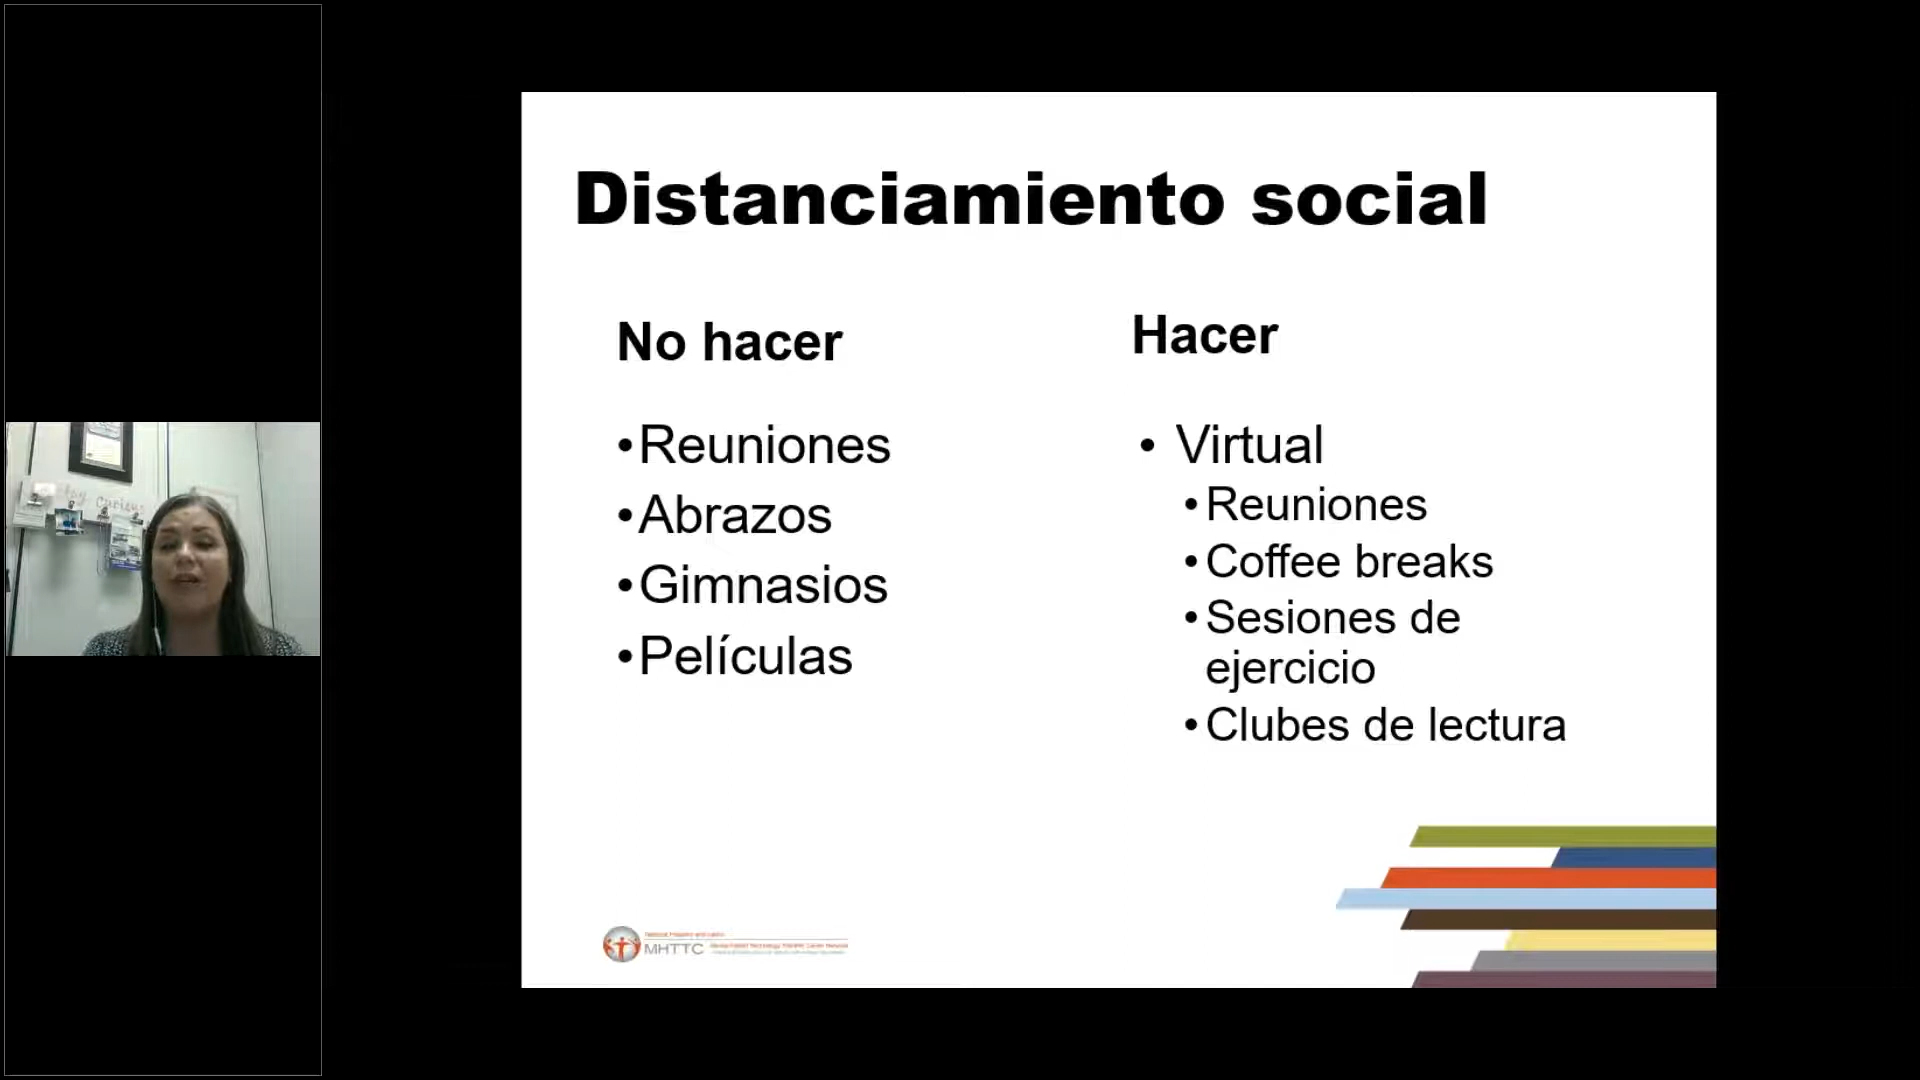 Distanciamiento social
No hacer
•Reuniones
•Abrazos
•Gimnasios
•Películas
Hacer
• Virtual
•Reuniones
•Coffee breaks
•Sesiones de
ejercicio
•Clubes de lectura
MHTTC